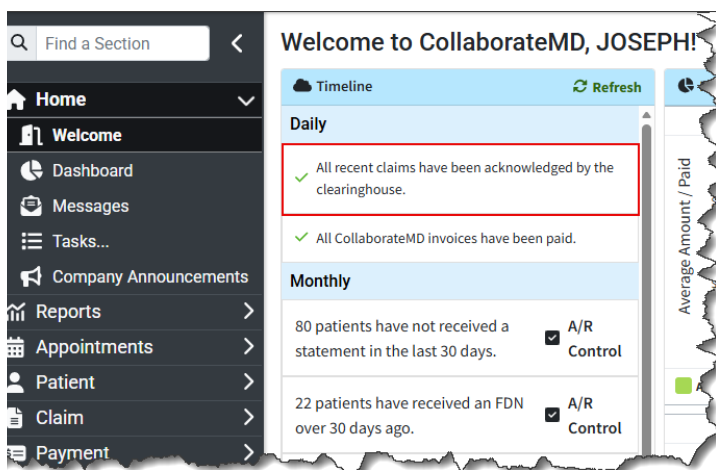 Find a Section
Home
Welcome
Dashboard
Messages
Tasks...
Company Announcements
Reports
Appointments
Patient
Claim
Payment
Welcome to CollaborateMD, JOSEPH!
Timeline
Refresh
Daily
All recent claims have been acknowledged by the
clearinghouse.
All CollaborateMD invoices have been paid.
Monthly
80 patients have not received a
statement in the last 30 days.
A/R
Control
22 patients have received an FDN
over 30 days ago.
A/R
Control
Average Amount / Paid